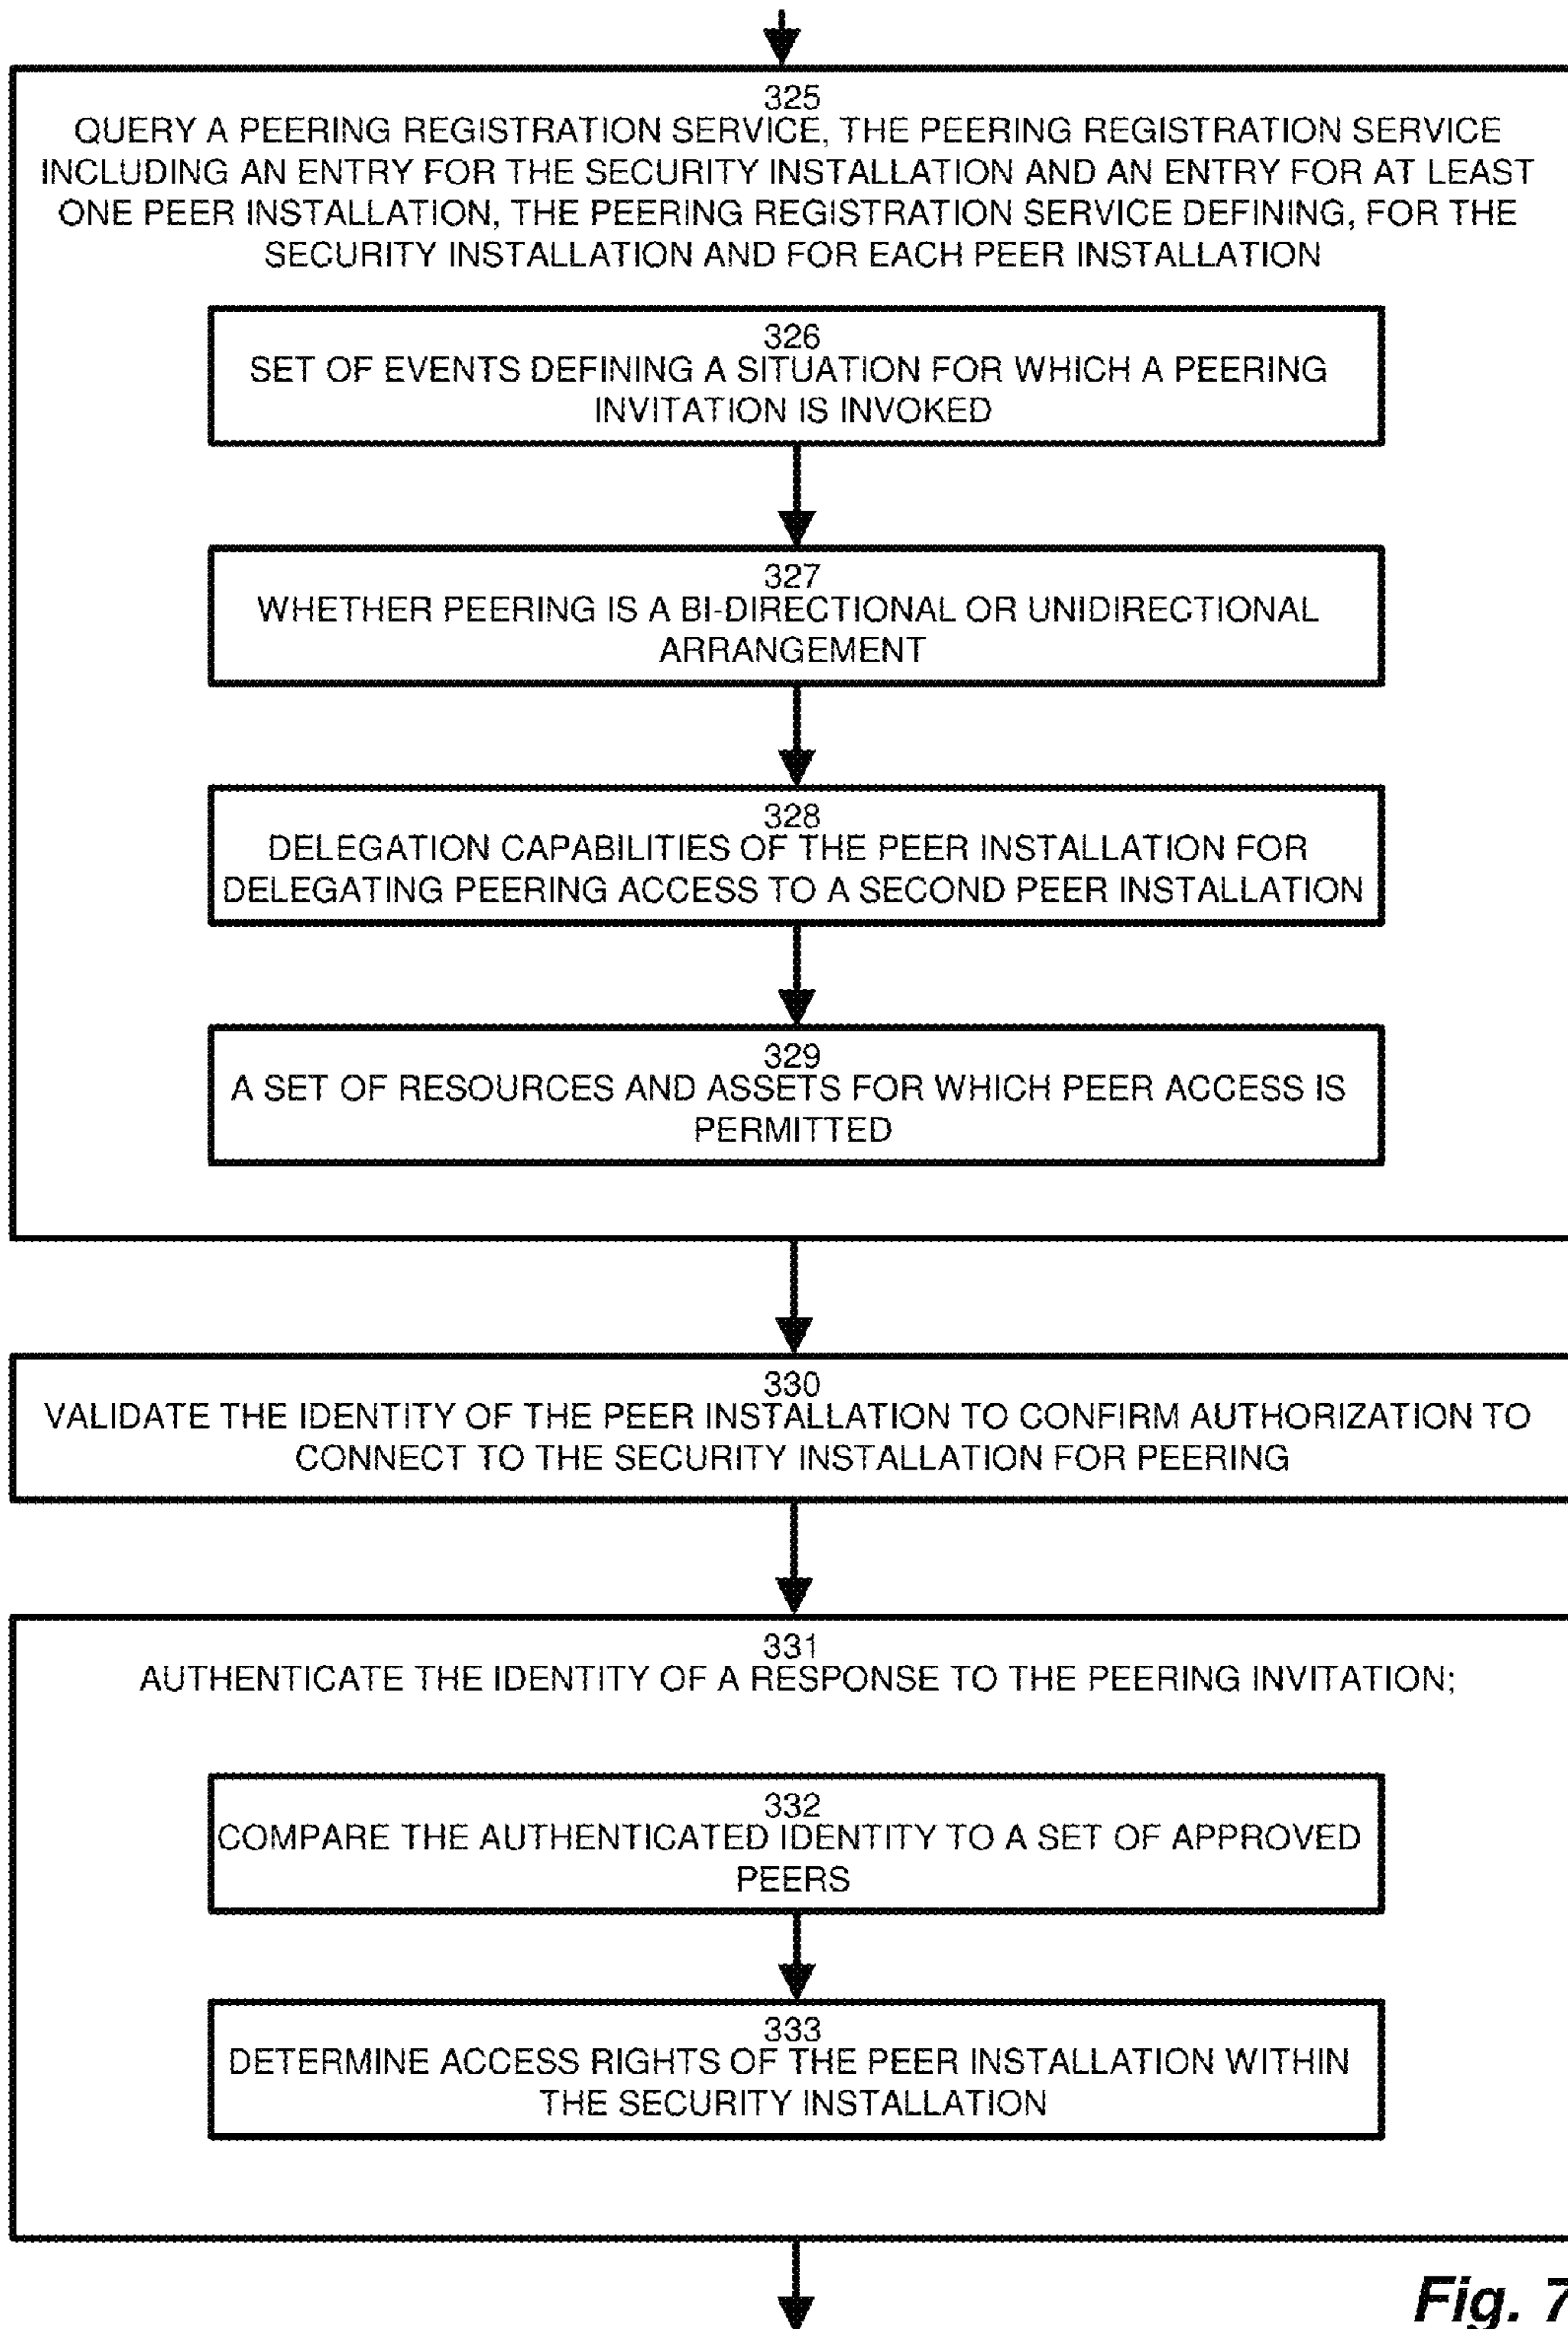 325
QUERY A PEERING REGISTRATION SERVICE, THE PEERING REGISTRATION SERVICE
INCLUDING AN ENTRY FOR THE SECURITY INSTALLATION AND AN ENTRY FOR AT LEAST
ONE PEER INSTALLATION, THE PEERING REGISTRATION SERVICE DEFINING, FOR THE
SECURITY INSTALLATION AND FOR EACH PEER INSTALLATION
326
SET OF EVENTS DEFINING A SITUATION FOR WHICH A PEERING
INVITATION IS INVOKED
327
WHETHER PEERING IS A BI-DIRECTIONAL OR UNIDIRECTIONAL
ARRANGEMENT
328
DELEGATION CAPABILITIES OF THE PEER INSTALLATION FOR
DELEGATING PEERING ACCESS TO A SECOND PEER INSTALLATION
329
A SET OF RESOURCES AND ASSETS FOR WHICH PEER ACCESS IS
PERMITTED
330
VALIDATE THE IDENTITY OF THE PEER INSTALLATION TO CONFIRM AUTHORIZATION TO
CONNECT TO THE SECURITY INSTALLATION FOR PEERING
331
AUTHENTICATE THE IDENTITY OF A RESPONSE TO THE PEERING INVITATION;
332
COMPARE THE AUTHENTICATED IDENTITY TO A SET OF APPROVED
PEERS
333
DETERMINE ACCESS RIGHTS OF THE PEER INSTALLATION WITHIN
THE SECURITY INSTALLATION
Fig. 7